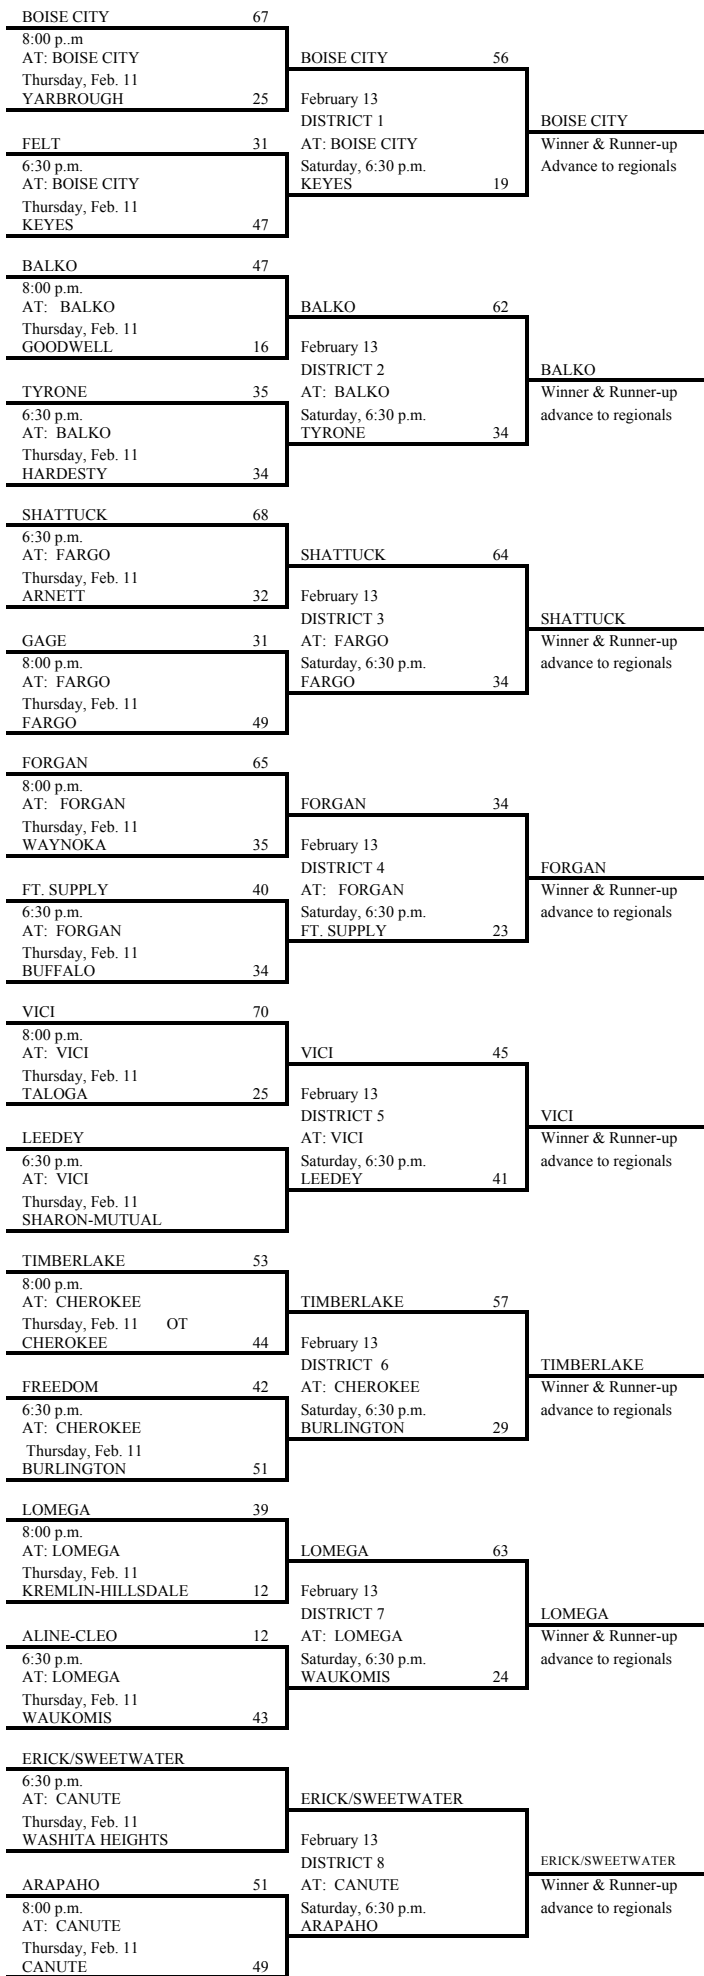 BOISE CITY 67
8:00 p..m
AT: BOISE CITY
Thursday, Feb. 11
YARBROUGH 25
FELT 31
6:30 p.m.
AT: BOISE CITY
Thursday, Feb. 11
KEYES 47
BOISE CITY 56
February 13
DISTRICT 1
AT: BOISE CITY
Saturday, 6:30 p.m.
KEYES 19
BOISE CITY
Winner & Runner-up
Advance to regionals
BALKO 47
8:00 p.m.
AT: BALKO
Thursday, Feb. 11
GOODWELL 16
TYRONE 35
6:30 p.m.
AT: BALKO
Thursday, Feb. 11
HARDESTY 34
BALKO 62
February 13
DISTRICT 2
AT: BALKO
Saturday, 6:30 p.m.
TYRONE 34
BALKO
Winner & Runner-up
advance to regionals
SHATTUCK 68
6:30 p.m.
AT: FARGO
Thursday, Feb. 11
ARNETT 32
GAGE 31
8:00 p.m.
AT: FARGO
Thursday, Feb. 11
FARGO 49
SHATTUCK 64
February 13
DISTRICT 3
AT: FARGO
Saturday, 6:30 p.m.
FARGO 34
SHATTUCK
Winner & Runner-up
advance to regionals
FORGAN 65
8:00 p.m.
AT: FORGAN
Thursday, Feb. 11
WAYNOKA 35
FT. SUPPLY 40
6:30 p.m.
AT: FORGAN
Thursday, Feb. 11
BUFFALO 34
FORGAN 34
February 13
DISTRICT 4
AT: FORGAN
Saturday, 6:30 p.m.
FT. SUPPLY 23
FORGAN
Winner & Runner-up
advance to regionals
VICI 70
8:00 p.m.
AT: VICI
Thursday, Feb. 11
TALOGA 25
LEEDEY
6:30 p.m.
AT: VICI
Thursday, Feb. 11
SHARON-MUTUAL
VICI 45
February 13
DISTRICT 5
AT: VICI
Saturday, 6:30 p.m.
LEEDEY 41
VICI
Winner & Runner-up
advance to regionals
TIMBERLAKE 53
8:00 p.m.
AT: CHEROKEE
Thursday, Feb. 11 OT
CHEROKEE 44
FREEDOM 42
6:30 p.m.
AT: CHEROKEE
Thursday, Feb. 11
BURLINGTON 51
TIMBERLAKE 57
February 13
DISTRICT 6
AT: CHEROKEE
Saturday, 6:30 p.m.
BURLINGTON 29
TIMBERLAKE
Winner & Runner-up
advance to regionals
LOMEGA 39
8:00 p.m.
AT: LOMEGA
Thursday, Feb. 11
KREMLIN-HILLSDALE 12
ALINE-CLEO 12
6:30 p.m.
AT: LOMEGA
Thursday, Feb. 11
WAUKOMIS 43
LOMEGA 63
February 13
DISTRICT 7
AT: LOMEGA
Saturday, 6:30 p.m.
WAUKOMIS 24
LOMEGA
Winner & Runner-up
advance to regionals
ERICK/SWEETWATER
6:30 p.m.
AT: CANUTE
Thursday, Feb. 11
WASHITA HEIGHTS
ARAPAHO 51
8:00 p.m.
AT: CANUTE
Thursday, Feb. 11
CANUTE 49
ERICK/SWEETWATER
February 13
DISTRICT 8
AT: CANUTE
Saturday, 6:30 p.m.
ARAPAHO
ERICK/SWEETWATER
Winner & Runner-up
advance to regionals